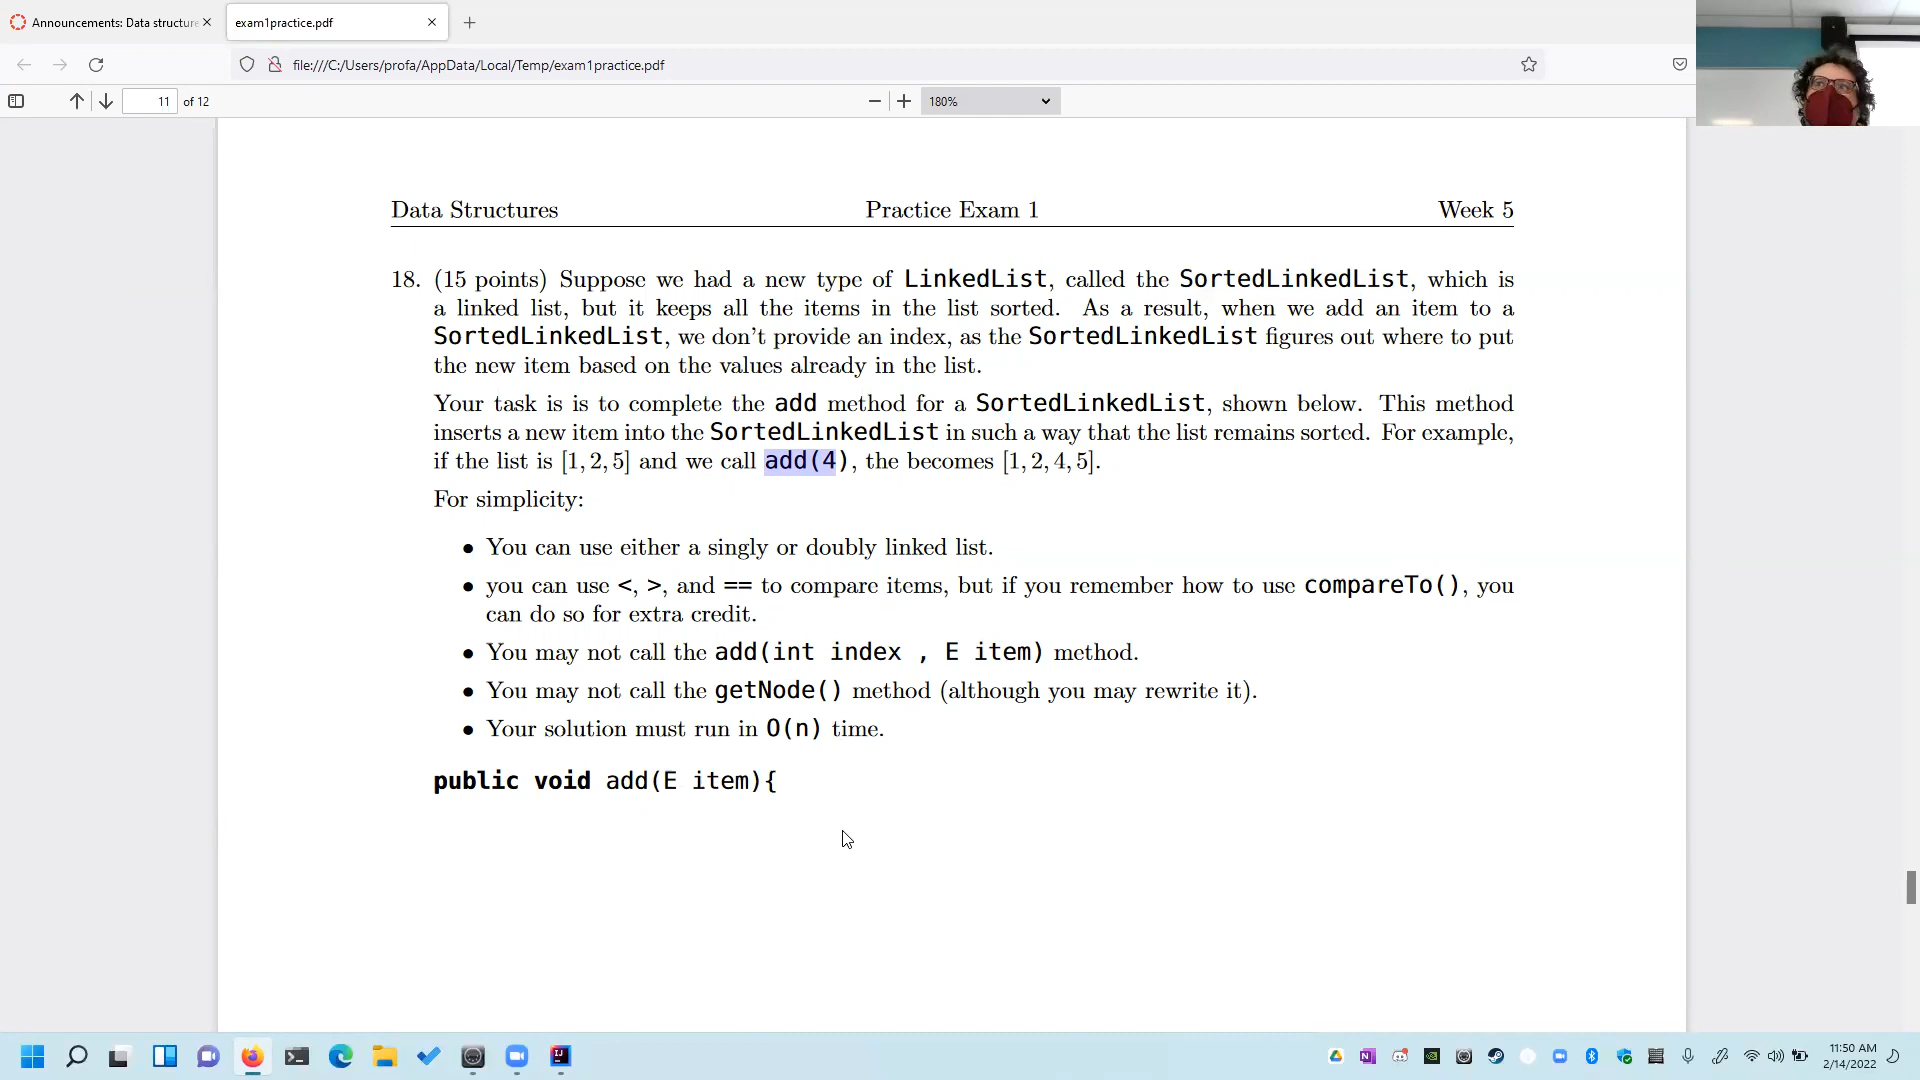 Announcements: Data structure
exam1practice.pdf
file:///C:/Users/profa/AppData/Local/Temp/exam1practice.pdf
11 of 12
180%
Data Structures Practice Exam 1 Week 5
18. (15 points) Suppose we had a new type of LinkedList, called the SortedLinkedList, which is
a linked list, but it keeps all the items in the list sorted. As a result, when we add an item to a
SortedLinkedList, we don't provide an index, as the SortedLinkedList figures out where to put
the new item based on the values already in the list.
Your task is is to complete the add method for a SortedLinkedList, shown below. This method
inserts a new item into the SortedLinkedList in such a way that the list remains sorted. For example,
if the list is [1, 2, 5] and we call add(4), the becomes [1, 2, 4, 5].
For simplicity:
• You can use either a singly or doubly linked list.
• you can use <, >, and == to compare items, but if you remember how to use compareTo(), you
can do so for extra credit.
• You may not call the add(int index , E item) method.
• You may not call the getNode() method (although you may rewrite it).
• Your solution must run in O(n) time.
public void add(E item){
11:50 AM
2/14/2022